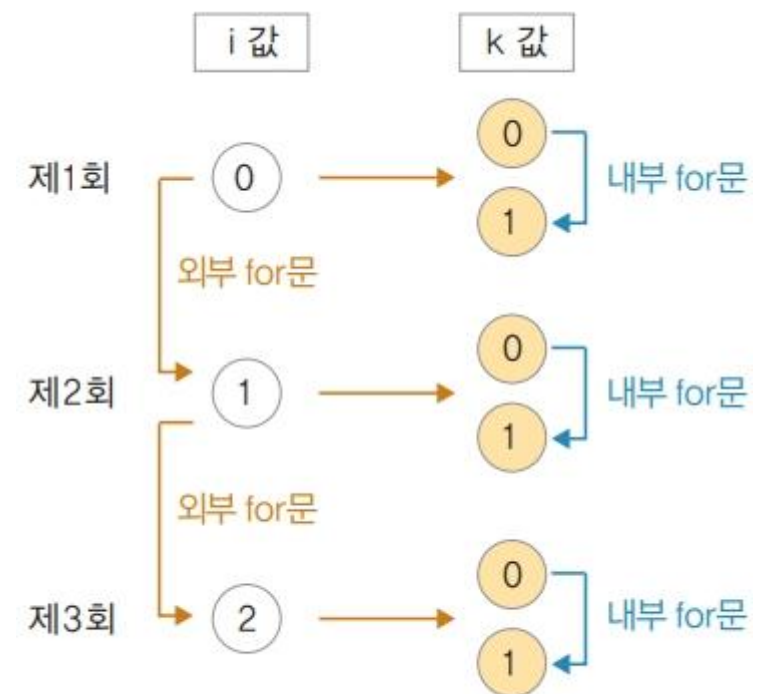 i 값 k 값
0
제1회 0 내부 for문
1
외부 for문
0
제2회 1 내부 for문
1
외부 for문
0
제3회 2 내부 for문
1